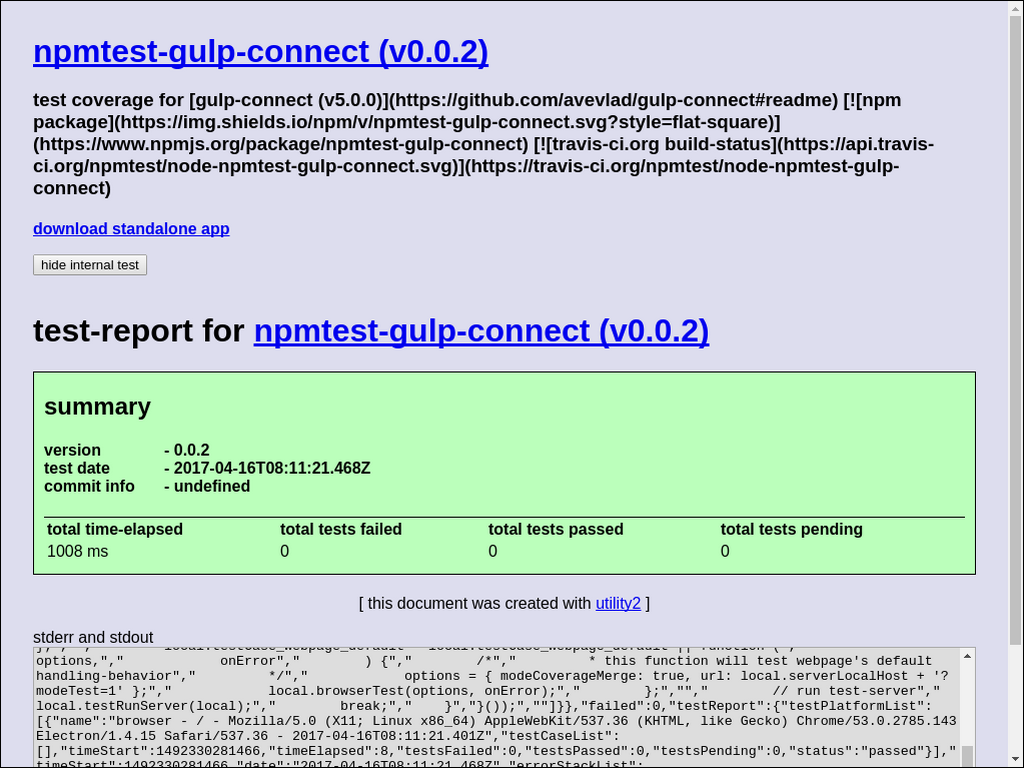 npmtest-gulp-connect (v0.0.2)
test coverage for [gulp-connect (v5.0.0)](https://github.com/avevlad/gulp-connect#readme) [![npm
package](https://img.shields.io/npm/v/npmtest-gulp-connect.svg?style=flat-square)]
(https://www.npmjs.org/package/npmtest-gulp-connect) [![travis-ci.org build-status](https://api.travis-
ci.org/npmtest/node-npmtest-gulp-connect.svg)](https://travis-ci.org/npmtest/node-npmtest-gulp-
connect)
download standalone app
hide internal test
test-report for npmtest-gulp-connect (v0.0.2)
summary
version - 0.0.2
test date - 2017-04-16T08:11:21.468Z
commit info - undefined
total time-elapsed total tests failed total tests passed total tests pending
1008 ms 0 0 0
[ this document was created with utility2 ]
stderr and stdout
options," onError"," ) {"," /*"," * this function will test webpage's default
handling-behavior"," */"," options = { modeCoverageMerge: true, url: local.serverLocalHost + '?
modeTest=1' };"," local.browserTest(options, onError);"," };",""," // run test-server","
local.testRunServer(local);"," break;"," }","}());",""]}},"failed":0,"testReport":{"testPlatformList":
[{"name":"browser - / - Mozilla/5.0 (X11; Linux x86_64) AppleWebKit/537.36 (KHTML, like Gecko) Chrome/53.0.2785.143
Electron/1.4.15 Safari/537.36 - 2017-04-16T08:11:21.401Z","testCaseList":
[],"timeStart":1492330281466,"timeElapsed":8,"testsFailed":0,"testsPassed":0,"testsPending":0,"status":"passed"}],"
timeStart":1492330281466,"date":"2017-04-16T08:11:21.468Z","errorStackList":